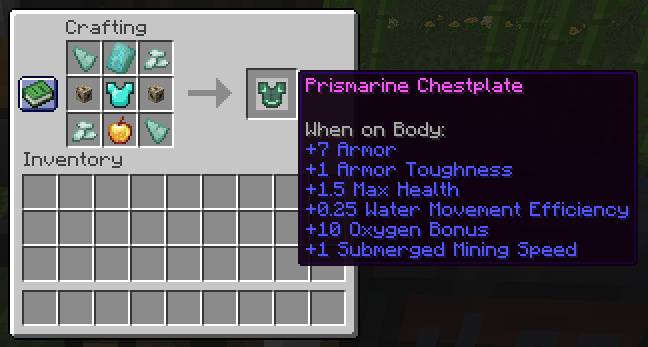 Crafting
Prismarine Chestplate
When on Body:
+7 Armor
+1 Armor Toughness
+1.5 Max Health
+0.25 Water Movement Efficiency
+10 Oxygen Bonus
+1 Submerged Mining Speed
Inventory